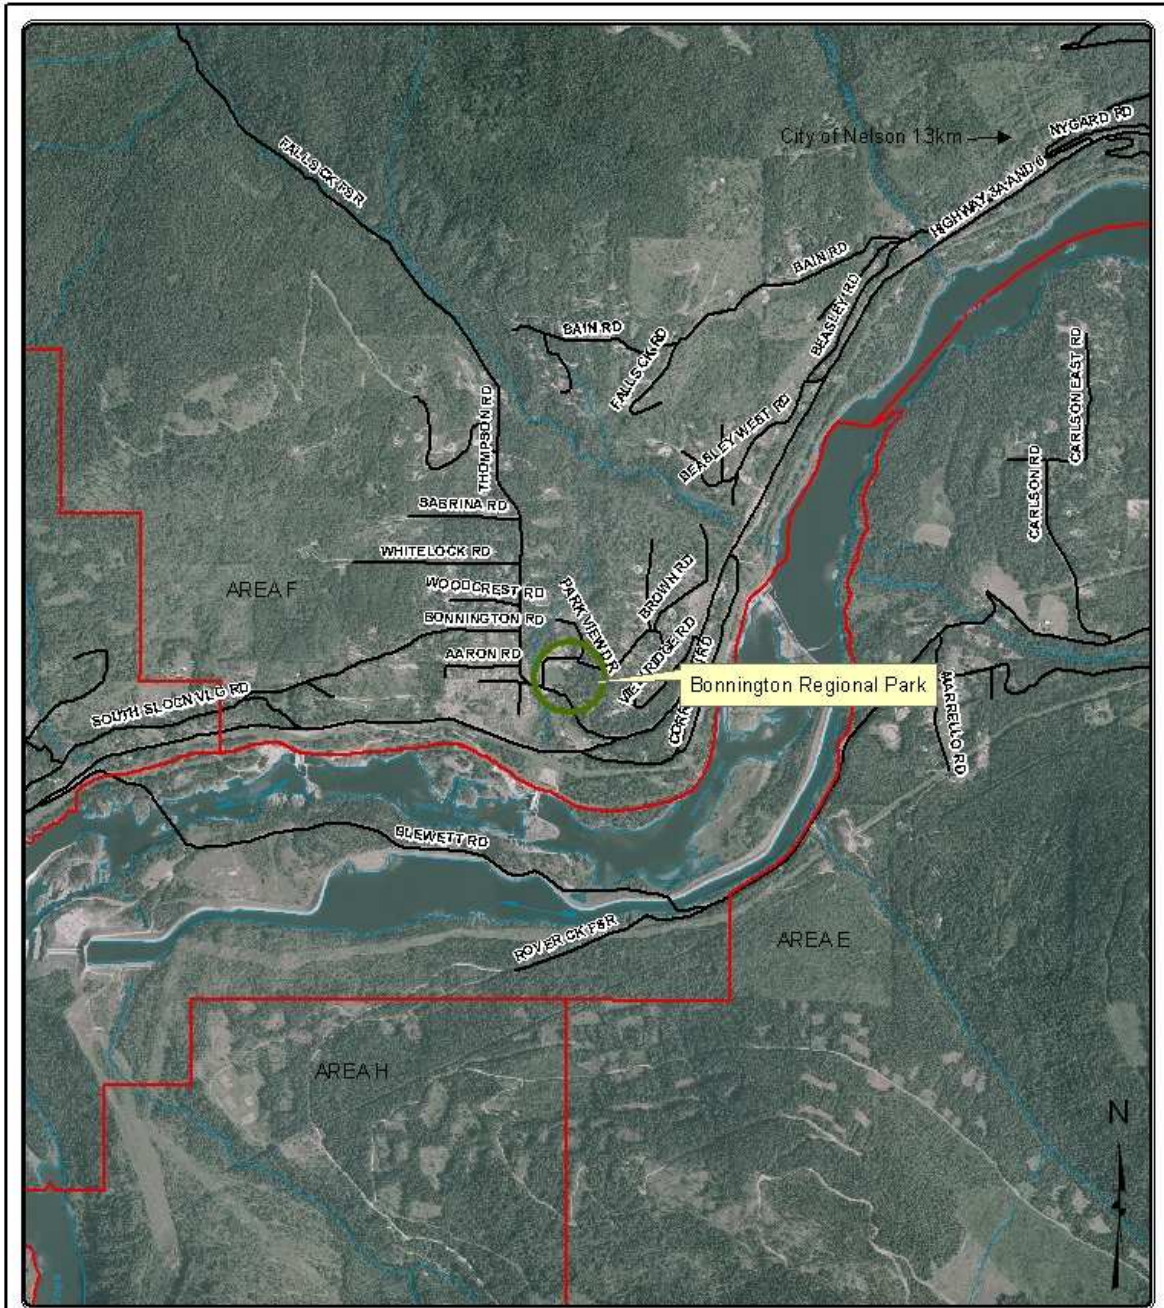 NYGARD RD
City of Nelson 13km
HIGHWAY 3A AND 6
FALLS CK FSR
BAIN RD
BEASLEY RD
BAIN RD
FALLS CK RD
CARLSON EAST RD
THOMPSON RD
BEASLEY WEST RD
CARLSON RD
SABRINA RD
WHITELOCK RD
AREA F
WOODCREST RD
PARKVIEW DR
BROWN RD
BONNINGTON RD
AARON RD
VIEW RIDGE RD
Bonnington Regional Park
SOUTH SLOCN VLG RD
MARRELLO RD
BLEWETT RD
ROVER CK FSR
AREA E
AREA H
N